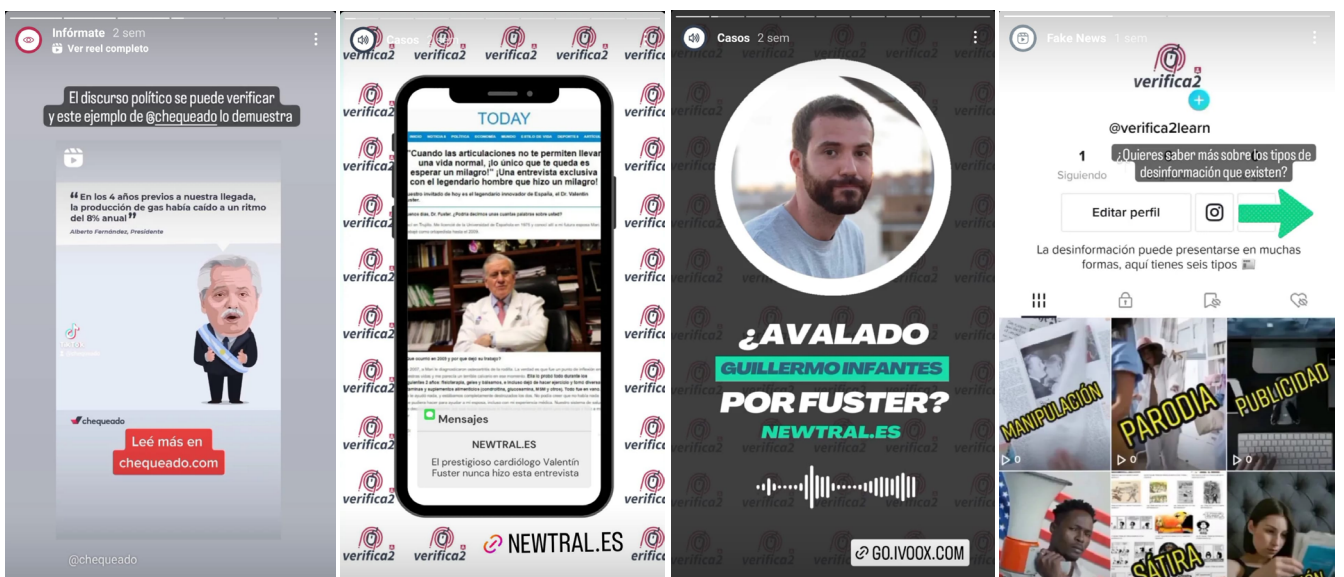 Infórmate 2 sem
Ver reel completo
El discurso político se puede verificar
y este ejemplo de @chequeado lo demuestra
“En los 4 años previos a nuestra llegada,
la producción de gas había caído a un ritmo
del 8% anual”
Alberto Fernández, Presidente
chequeado
Leé más en
chequeado.com
@chequeado
Casos
verifica2
TODAY
"Cuando las articulaciones no te permiten llevar
una vida normal, ¡lo único que te queda es
esperar un milagro!" ¡Una entrevista exclusiva
con el legendario hombre que hizo un milagro!
Mensajes
NEWTRAL.ES
El prestigioso cardiólogo Valentín
Fuster nunca hizo esta entrevista
NEWTRAL.ES
Casos 2 sem
¿AVALADO
GUILLERMO INFANTES
POR FUSTER?
NEWTRAL.ES
GO.IVOOX.COM
Fake News 1 sem
verifica2
@verifica2learn
1
Siguiendo
¿Quieres saber más sobre los tipos de
desinformación que existen?
Editar perfil
La desinformación puede presentarse en muchas
formas, aquí tienes seis tipos
MANIPULACIÓN
PARODIA
PUBLICIDAD
0
0
0
SÁTIRA